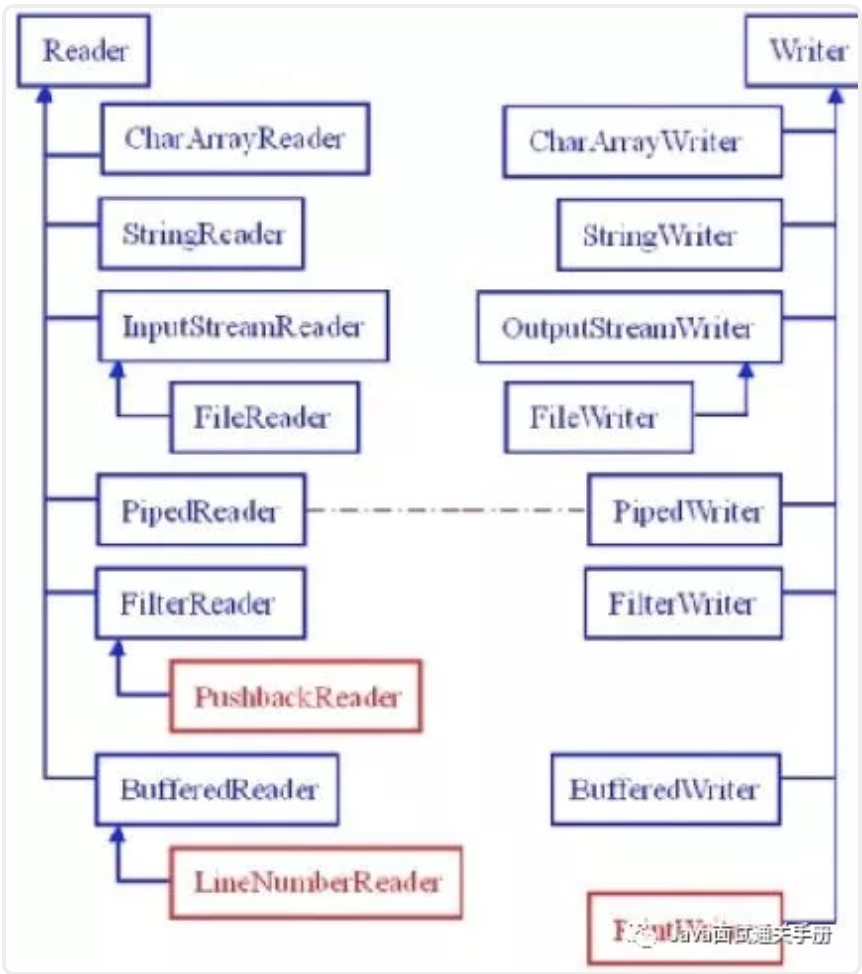 Reader
Writer
CharArrayReader
CharArrayWriter
StringReader
StringWriter
InputStreamReader
OutputStreamWriter
FileReader
FileWriter
PipedReader
PipedWriter
FilterReader
FilterWriter
PushbackReader
BufferedReader
BufferedWriter
LineNumberReader
PrintWriter
Java面试通关手册